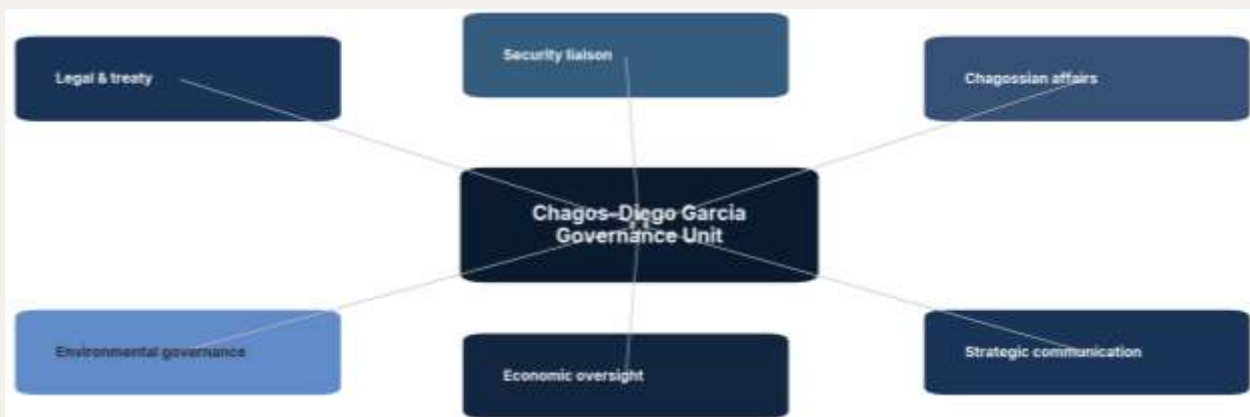 Legal & treaty
Security liaison
Chagossian affairs
Chagos–Diego Garcia
Governance Unit
Environmental governance
Economic oversight
Strategic communication